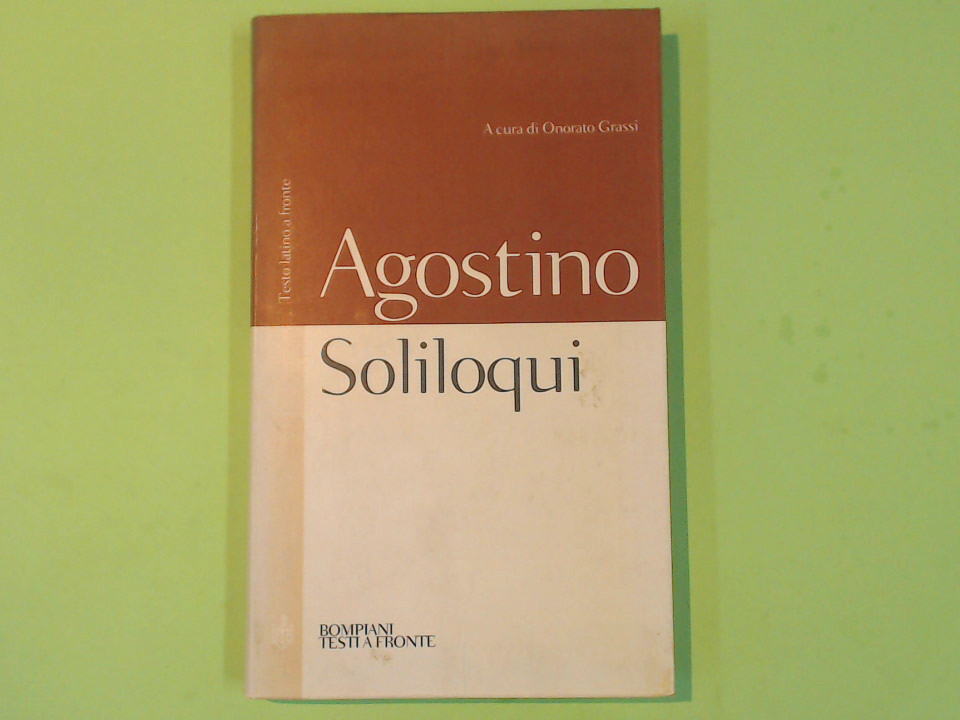 A cura di Onorato Grassi
Testo latino a fronte
Agostino
Soliloqui
BOMPIANI
TESTI A FRONTE